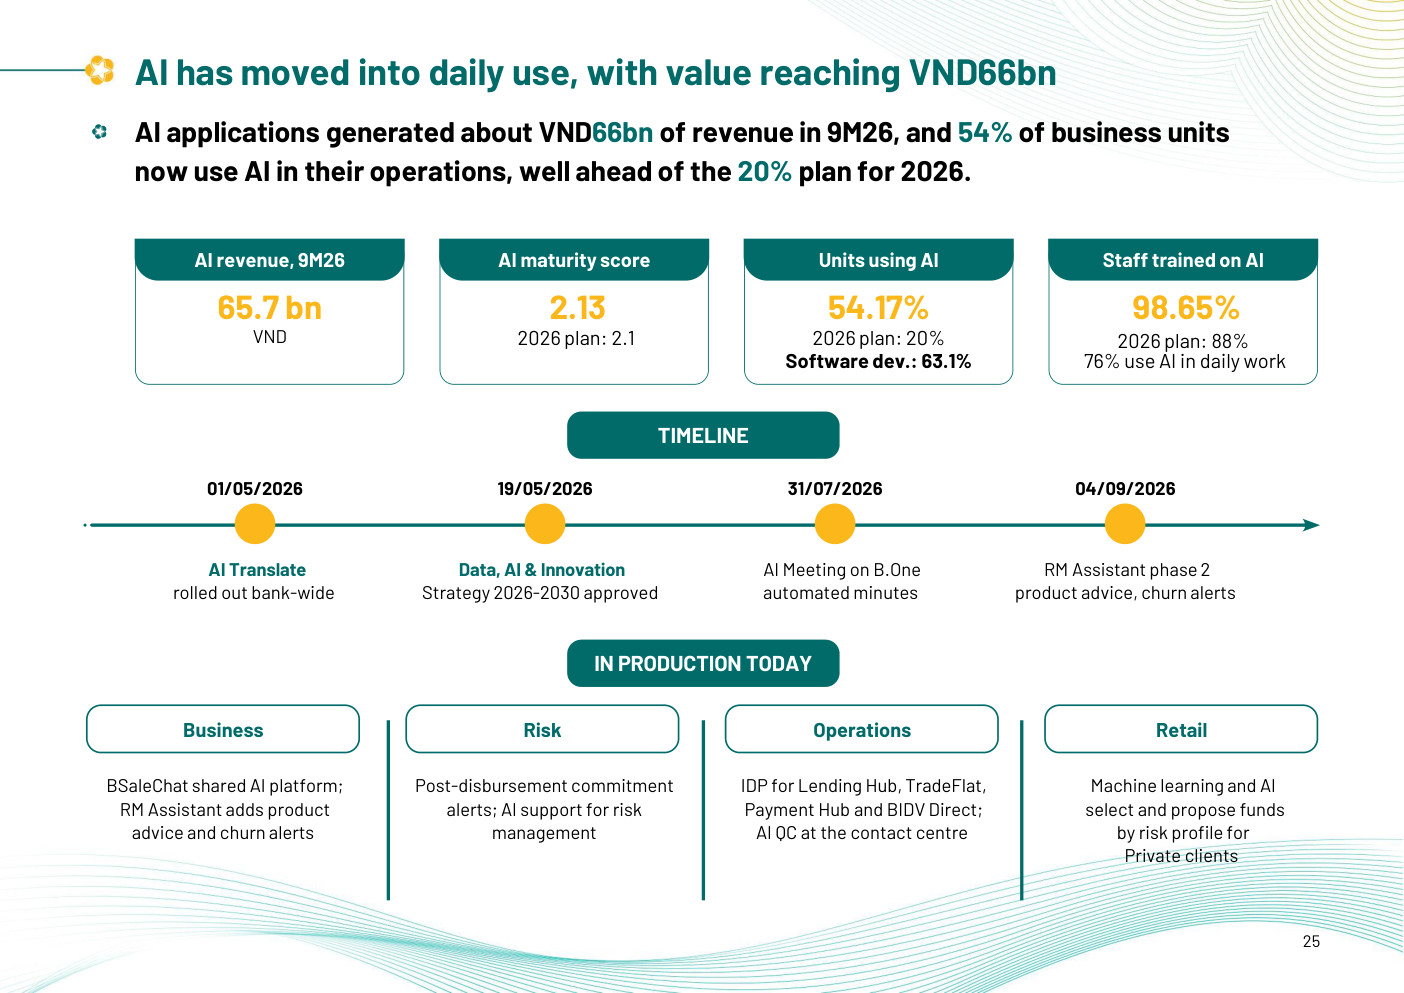 AI has moved into daily use, with value reaching VND66bn
AI applications generated about VND66bn of revenue in 9M26, and 54% of business units
now use AI in their operations, well ahead of the 20% plan for 2026.
AI revenue, 9M26
65.7 bn
VND
AI maturity score
2.13
2026 plan: 2.1
Units using AI
54.17%
2026 plan: 20%
Software dev.: 63.1%
Staff trained on AI
98.65%
2026 plan: 88%
76% use AI in daily work
TIMELINE
01/05/2026
AI Translate
rolled out bank-wide
19/05/2026
Data, AI & Innovation
Strategy 2026-2030 approved
31/07/2026
AI Meeting on B.One
automated minutes
04/09/2026
RM Assistant phase 2
product advice, churn alerts
IN PRODUCTION TODAY
Business
BSaleChat shared AI platform;
RM Assistant adds product
advice and churn alerts
Risk
Post-disbursement commitment
alerts; AI support for risk
management
Operations
IDP for Lending Hub, TradeFlat,
Payment Hub and BIDV Direct;
AI QC at the contact centre
Retail
Machine learning and AI
select and propose funds
by risk profile for
Private clients
25